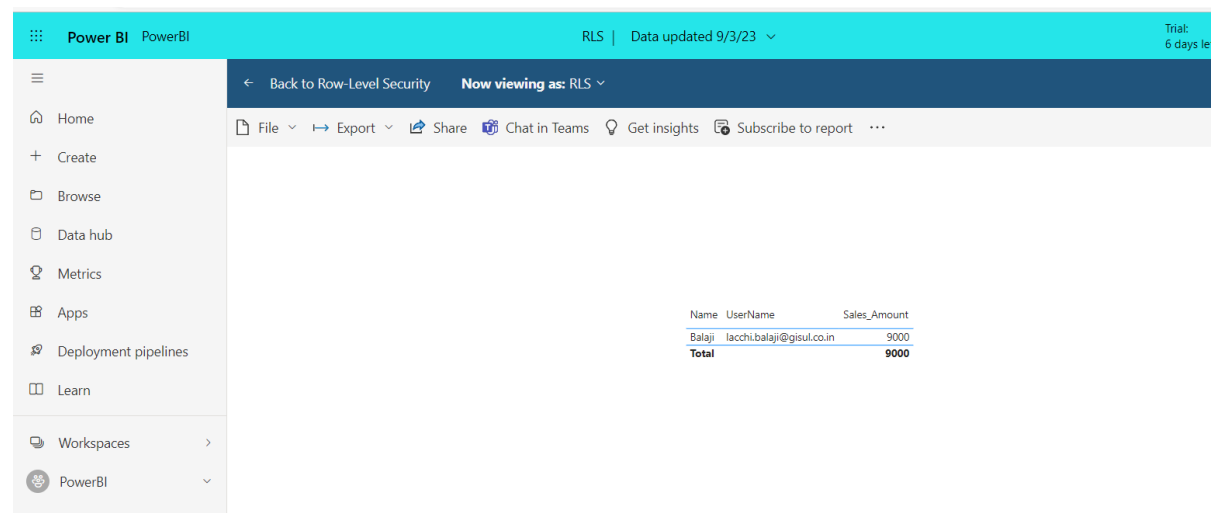 Power BI PowerBI
RLS | Data updated 9/3/23
Trial:
6 days le
Back to Row-Level Security
Now viewing as: RLS
File
Export
Share
Chat in Teams
Get insights
Subscribe to report
Home
Create
Browse
Data hub
Metrics
Apps
Deployment pipelines
Learn
Workspaces
PowerBI
Name UserName Sales_Amount
Balaji lacchi.balaji@gisul.co.in 9000
Total 9000